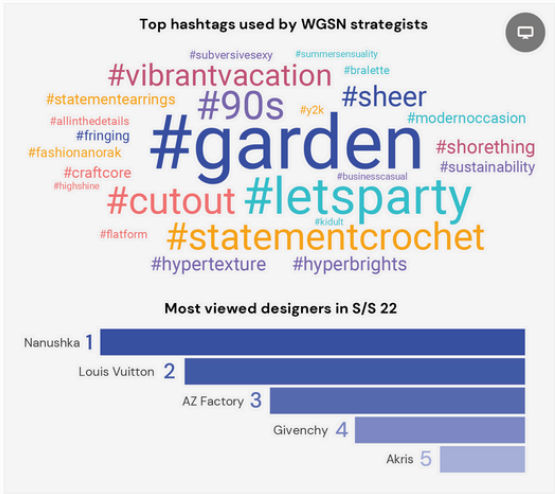 Top hashtags used by WGSN strategists
#subversivesexy #summersensuality
#vibrantvacation #bralette
#statementearrings #90s #y2k #sheer
#allinthedetails #modernoccasion
#fringing #garden #shorething
#fashionanorak #sustainability
#craftcore #businesscasual
#highshine #cutout #letsparty
#kidult
#flatform #statementcrochet
#hypertexture #hyperbrights
Most viewed designers in S/S 22
Nanushka 1
Louis Vuitton 2
AZ Factory 3
Givenchy 4
Akris 5